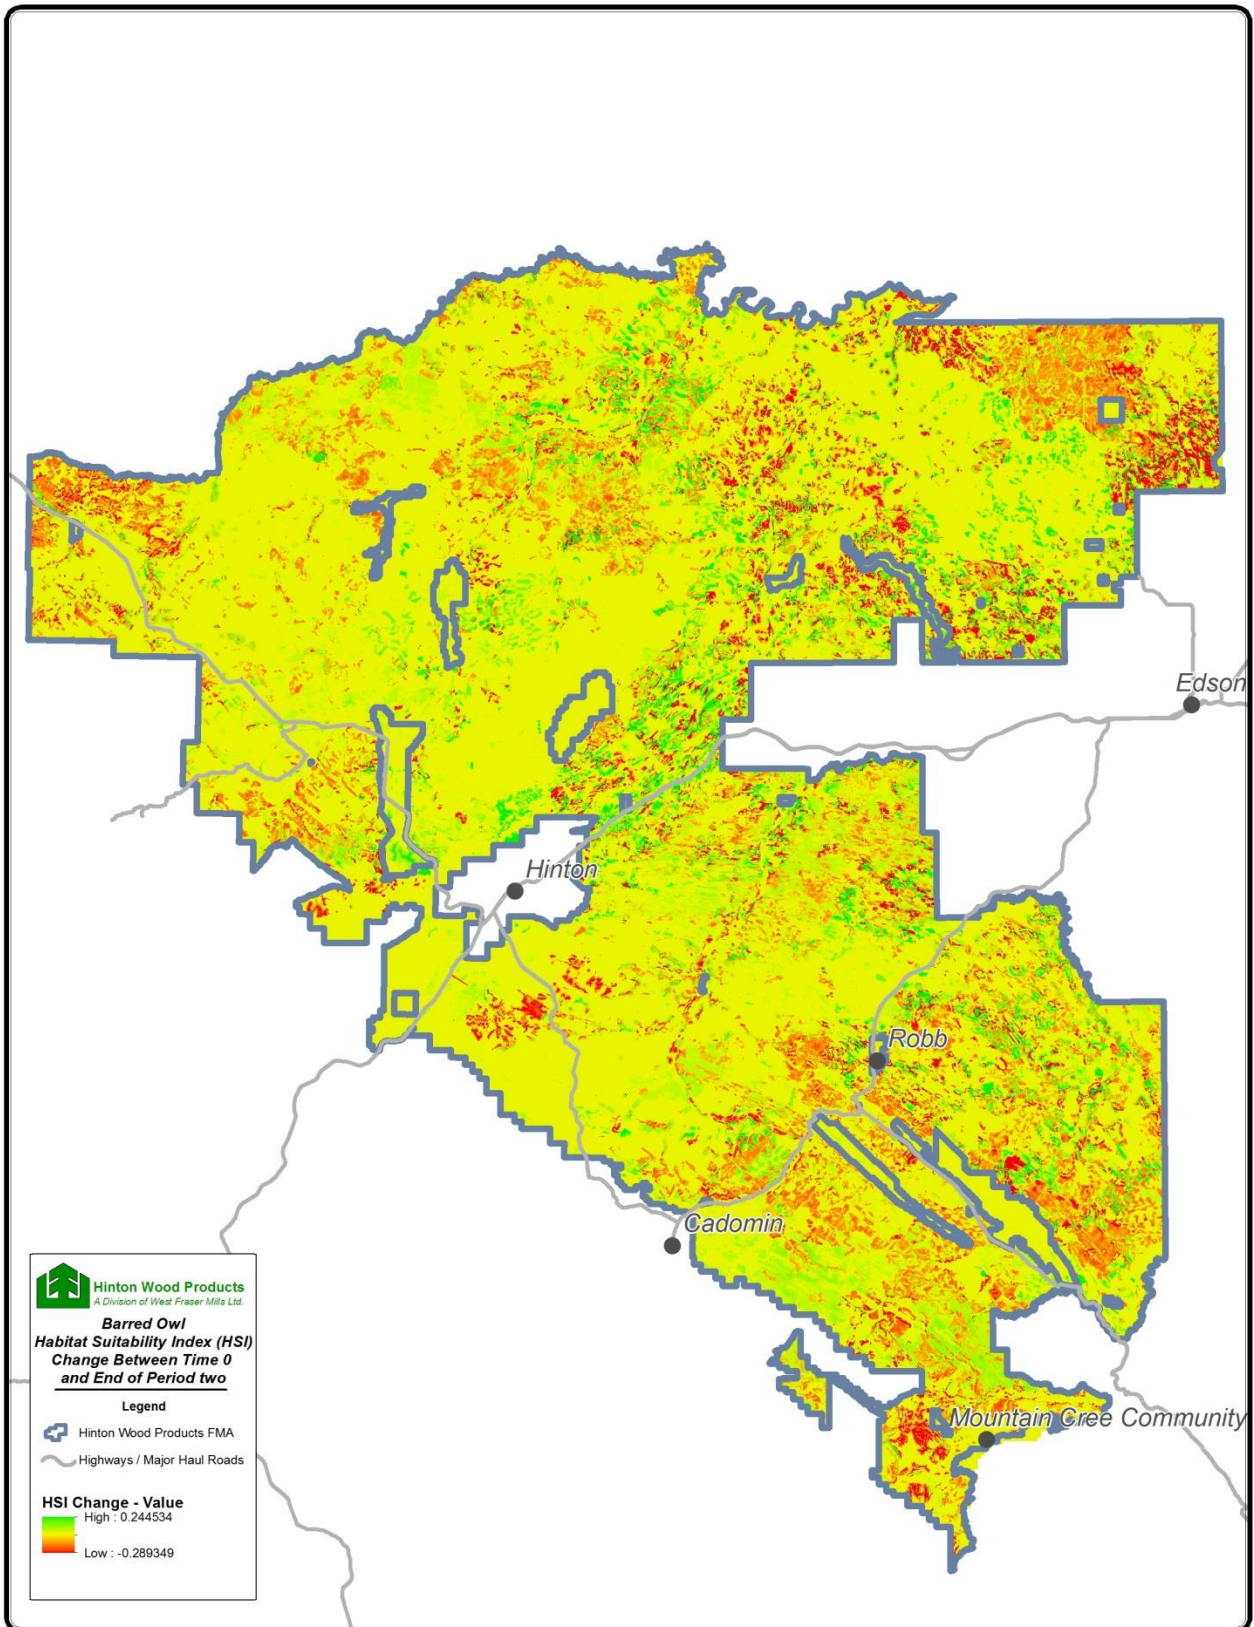 Edson
Hinton
Robb
Cadomin
Mountain Cree Community
Hinton Wood Products
A Division of West Fraser Mills Ltd.
Barred Owl
Habitat Suitability Index (HSI)
Change Between Time 0
and End of Period two
Legend
Hinton Wood Products FMA
Highways / Major Haul Roads
HSI Change - Value
High : 0.244534
Low : -0.289349